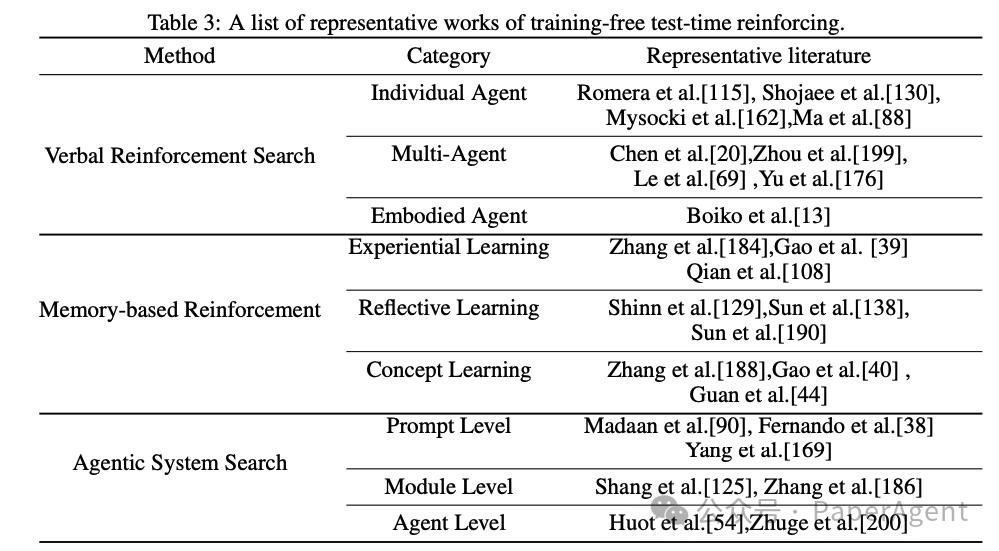 Table 3: A list of representative works of training-free test-time reinforcing.
Method Category Representative literature
Individual Agent Romera et al.[115], Shojaee et al.[130],
Mysocki et al.[162],Ma et al.[88]
Verbal Reinforcement Search Multi-Agent Chen et al.[20],Zhou et al.[199],
Le et al.[69] ,Yu et al.[176]
Embodied Agent Boiko et al.[13]
Experiential Learning Zhang et al.[184],Gao et al. [39]
Qian et al.[108]
Memory-based Reinforcement Reflective Learning Shinn et al.[129],Sun et al.[138],
Sun et al.[190]
Concept Learning Zhang et al.[188],Gao et al.[40] ,
Guan et al.[44]
Prompt Level Madaan et al.[90], Fernando et al.[38]
Yang et al.[169]
Agentic System Search Module Level Shang et al.[125], Zhang et al.[186]
公众号 · PaperAgent
Agent Level Huot et al.[54],Zhuge et al.[200]